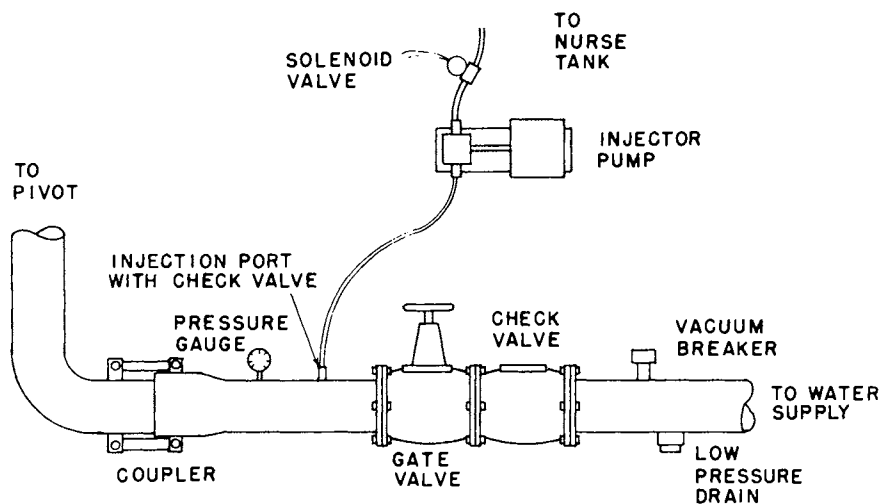 TO
NURSE
TANK
SOLENOID
VALVE
INJECTOR
PUMP
TO
PIVOT
INJECTION PORT
WITH CHECK VALVE
PRESSURE
GAUGE
CHECK
VALVE
VACUUM
BREAKER
TO WATER
SUPPLY
COUPLER
GATE
VALVE
LOW
PRESSURE
DRAIN